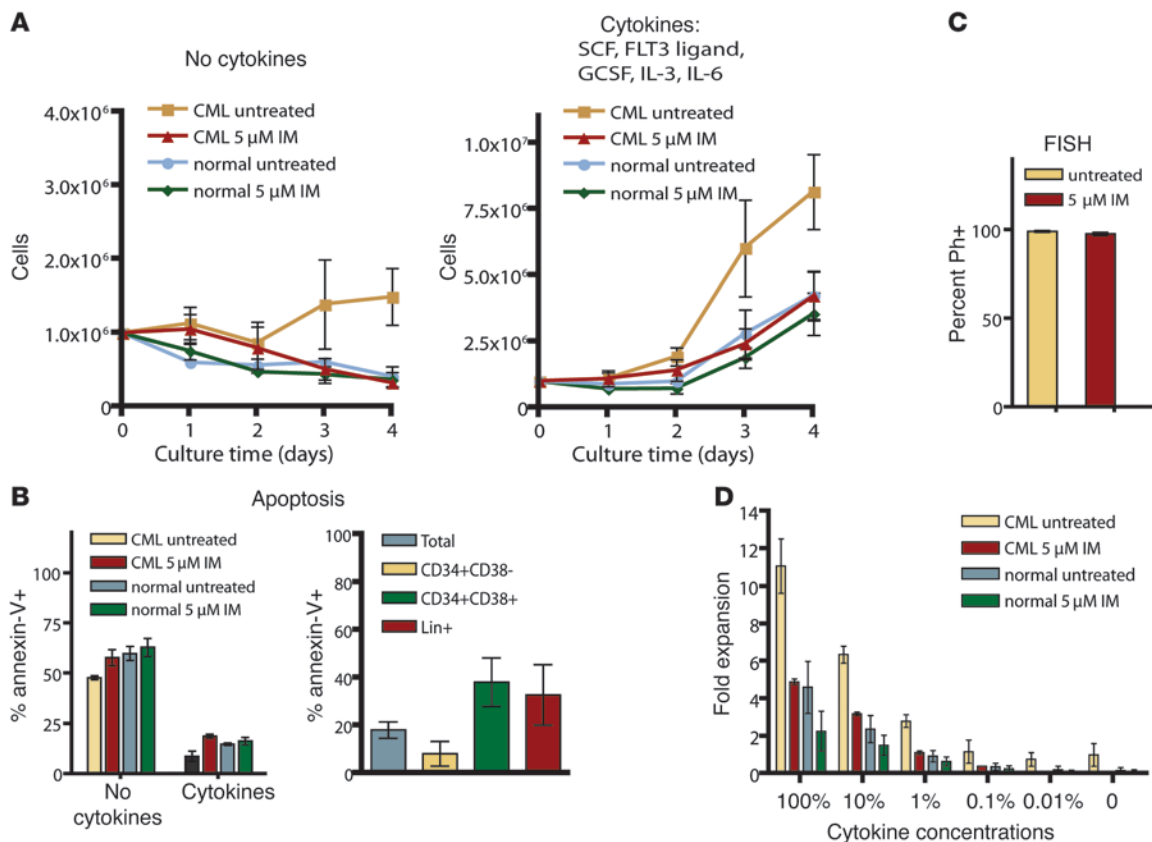 A
No cytokines
CML untreated
CML 5 µM IM
normal untreated
normal 5 µM IM
4.0x10⁶
3.0x10⁶
2.0x10⁶
1.0x10⁶
0
Cells
0 1 2 3 4
Culture time (days)
Cytokines:
SCF, FLT3 ligand,
GCSF, IL-3, IL-6
CML untreated
CML 5 µM IM
normal untreated
normal 5 µM IM
1.0x10⁷
7.5x10⁶
5.0x10⁶
2.5x10⁶
0
Cells
0 1 2 3 4
Culture time (days)
C
FISH
untreated
5 µM IM
100
50
0
Percent Ph+
B
Apoptosis
CML untreated
CML 5 µM IM
normal untreated
normal 5 µM IM
100
50
25
0
% annexin-V+
No
cytokines
Cytokines
Total
CD34+CD38-
CD34+CD38+
Lin+
100
80
60
40
20
0
% annexin-V+
D
CML untreated
CML 5 µM IM
normal untreated
normal 5 µM IM
14
12
10
8
6
4
2
0
Fold expansion
100% 10% 1% 0.1% 0.01% 0
Cytokine concentrations